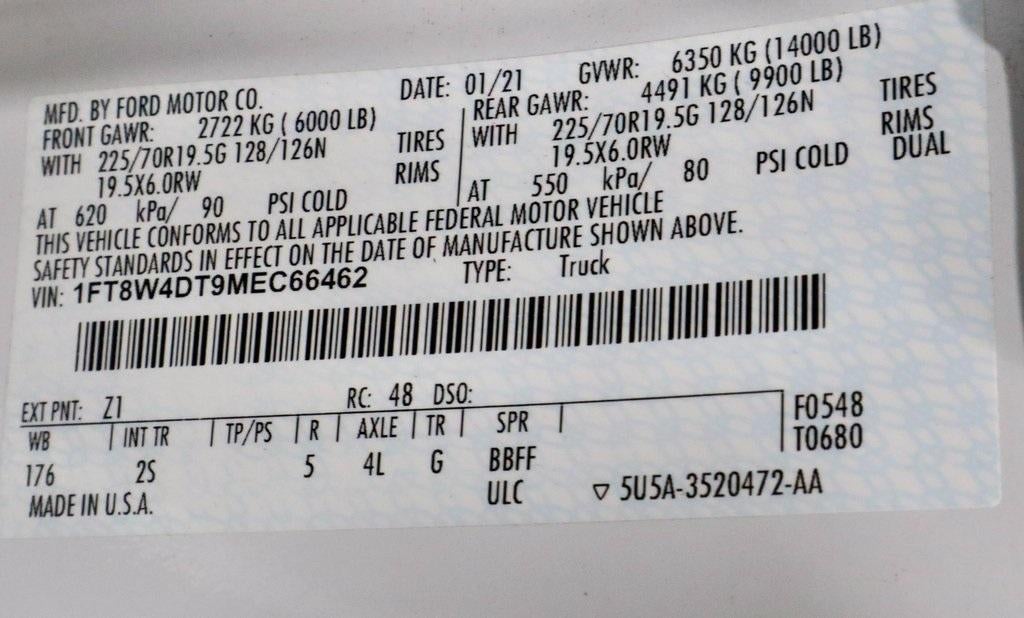 MFD. BY FORD MOTOR CO. DATE: 01/21 GVWR: 6350 KG (14000 LB)
FRONT GAWR: 2722 KG ( 6000 LB) REAR GAWR: 4491 KG ( 9900 LB)
WITH 225/70R19.5G 128/126N TIRES WITH 225/70R19.5G 128/126N TIRES
19.5X6.0RW RIMS 19.5X6.0RW RIMS
AT 620 kPa/ 90 PSI COLD AT 550 kPa/ 80 PSI COLD DUAL
THIS VEHICLE CONFORMS TO ALL APPLICABLE FEDERAL MOTOR VEHICLE
SAFETY STANDARDS IN EFFECT ON THE DATE OF MANUFACTURE SHOWN ABOVE.
VIN: 1FT8W4DT9MEC66462 TYPE: Truck
EXT PNT: Z1 RC: 48 DSO:
WB INT TR TP/PS R AXLE TR SPR F0548
T0680
176 2S 5 4L G BBFF
MADE IN U.S.A. ULC ▽ 5U5A-3520472-AA